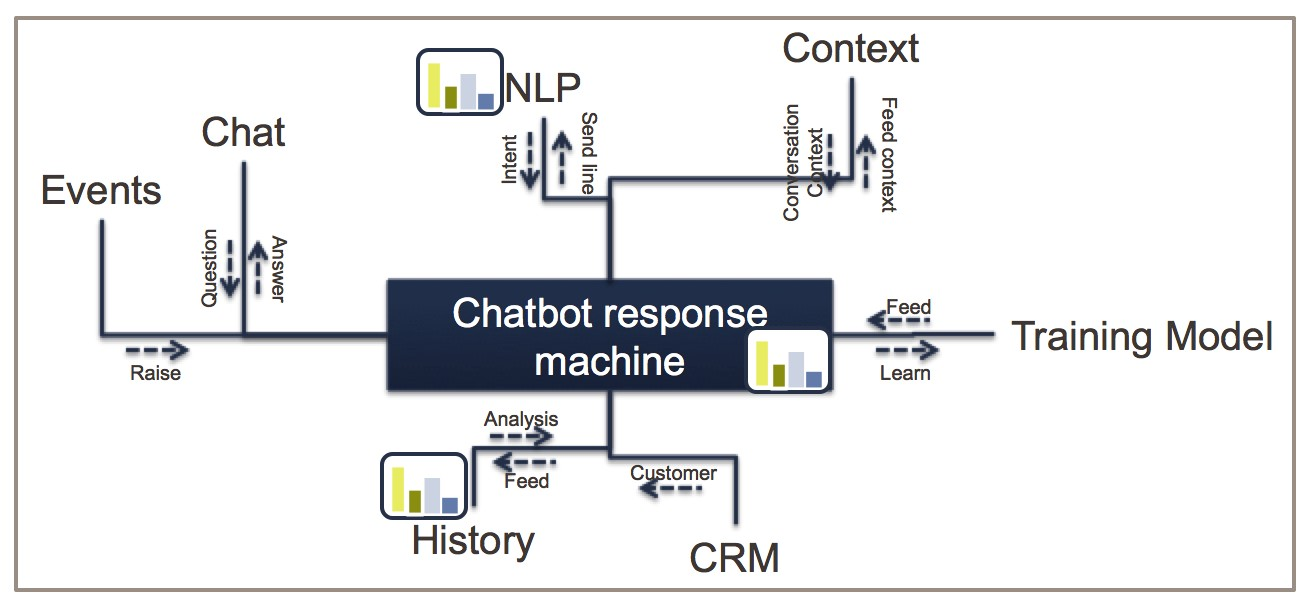 Context
NLP
Chat
Events
Intent
Send line
Conversation
Context
Feed context
Question
Answer
Chatbot response
machine
Raise
Feed
Learn
Training Model
Analysis
Feed
Customer
History
CRM